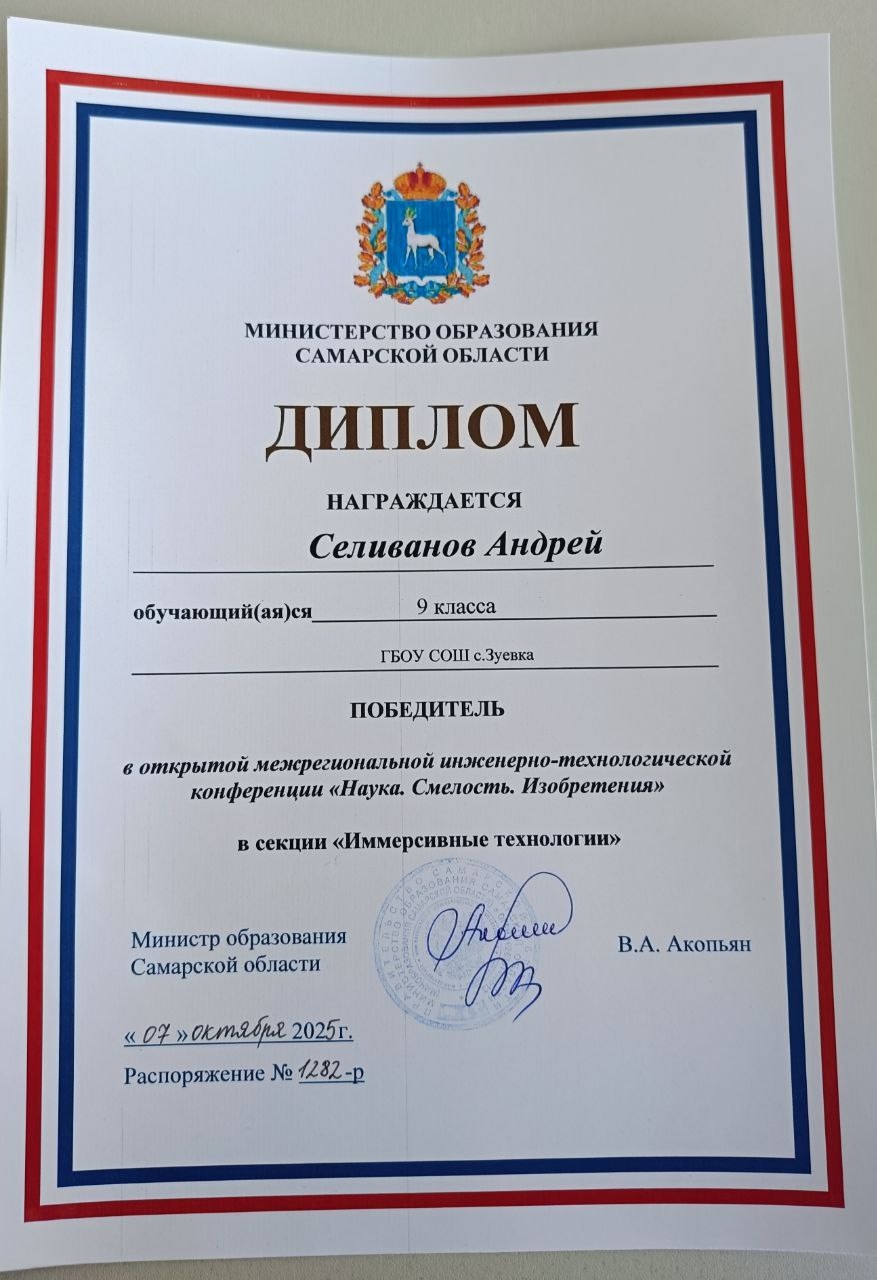 МИНИСТЕРСТВО ОБРАЗОВАНИЯ
САМАРСКОЙ ОБЛАСТИ
ДИПЛОМ
НАГРАЖДАЕТСЯ
Селиванов Андрей
обучающий(ая)ся 9 класса
ГБОУ СОШ с.Зуевка
ПОБЕДИТЕЛЬ
в открытой межрегиональной инженерно-технологической
конференции «Наука. Смелость. Изобретения»
в секции «Иммерсивные технологии»
Министр образования
Самарской области
В.А. Акопьян
« 07 » октября 2025г.
Распоряжение № 1282-р